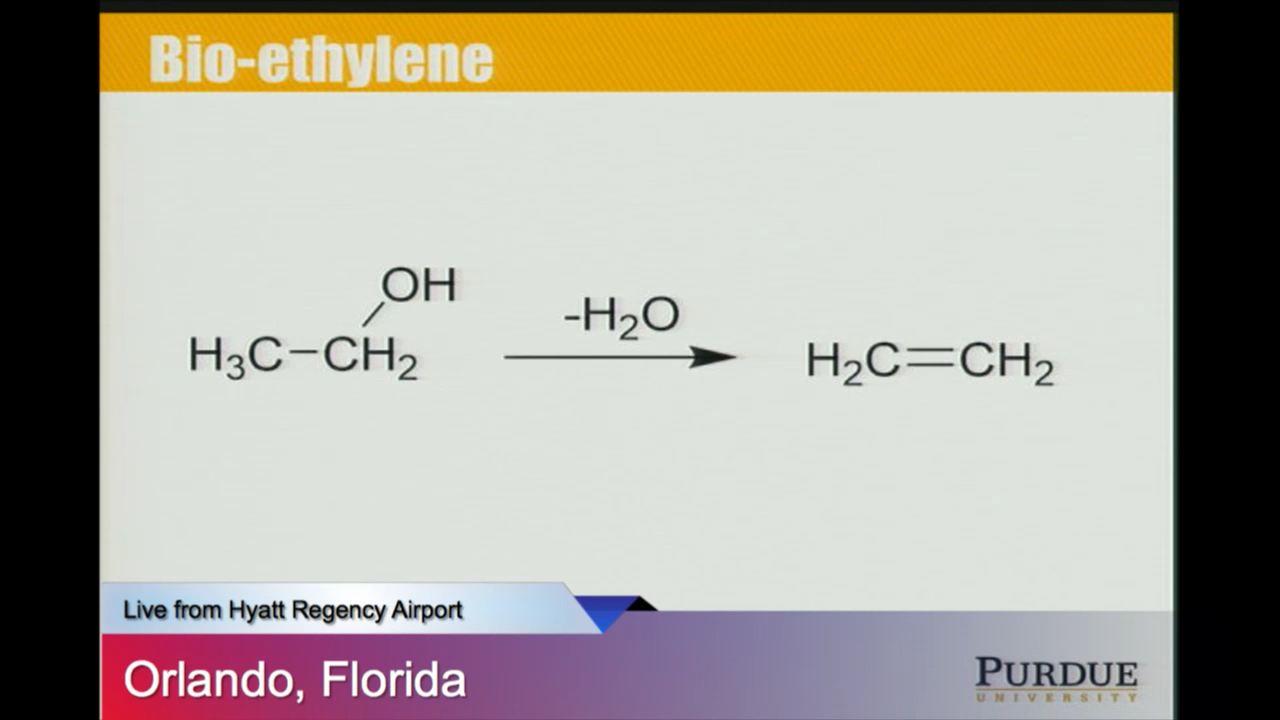 Bio-ethylene
OH
-H₂O
H₃C-CH₂
H₂C=CH₂
Live from Hyatt Regency Airport
Orlando, Florida
PURDUE
UNIVERSITY